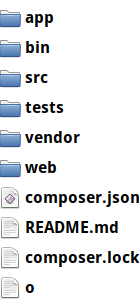 app
bin
src
tests
vendor
web
composer.json
README.md
composer.lock
o